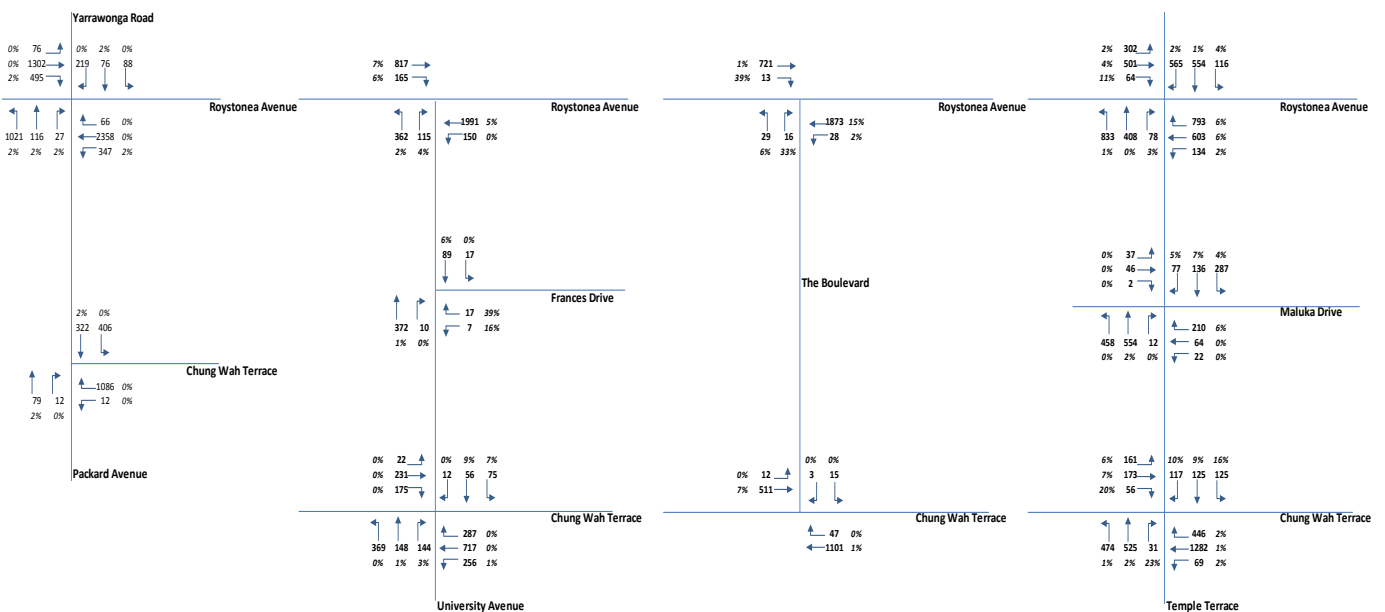 Yarrawonga Road
0% 76 0% 2% 0%
0% 1302 219 76 88
2% 495
Roystonea Avenue
66 0%
1021 116 27 2358 0%
2% 2% 2% 347 2%
2% 0%
322 406
Chung Wah Terrace
1086 0%
79 12 12 0%
2% 0%
Packard Avenue
7% 817
6% 165
Roystonea Avenue
1991 5%
362 115 150 0%
2% 4%
6% 0%
89 17
Frances Drive
17 39%
372 10 7 16%
1% 0%
0% 22 0% 9% 7%
0% 231 12 56 75
0% 175
Chung Wah Terrace
287 0%
369 148 144 717 0%
0% 1% 3% 256 1%
University Avenue
1% 721
39% 13
Roystonea Avenue
1873 15%
29 16 28 2%
6% 33%
The Boulevard
0% 0%
0% 12 3 15
7% 511
Chung Wah Terrace
47 0%
1101 1%
2% 302 2% 1% 4%
4% 501 565 554 116
11% 64
Roystonea Avenue
793 6%
833 408 78 603 6%
1% 0% 3% 134 2%
0% 37 5% 7% 4%
0% 46 77 136 287
0% 2
Maluka Drive
210 6%
458 554 12 64 0%
0% 2% 0% 22 0%
6% 161 10% 9% 16%
7% 173 117 125 125
20% 56
Chung Wah Terrace
446 2%
474 525 31 1282 1%
1% 2% 23% 69 2%
Temple Terrace